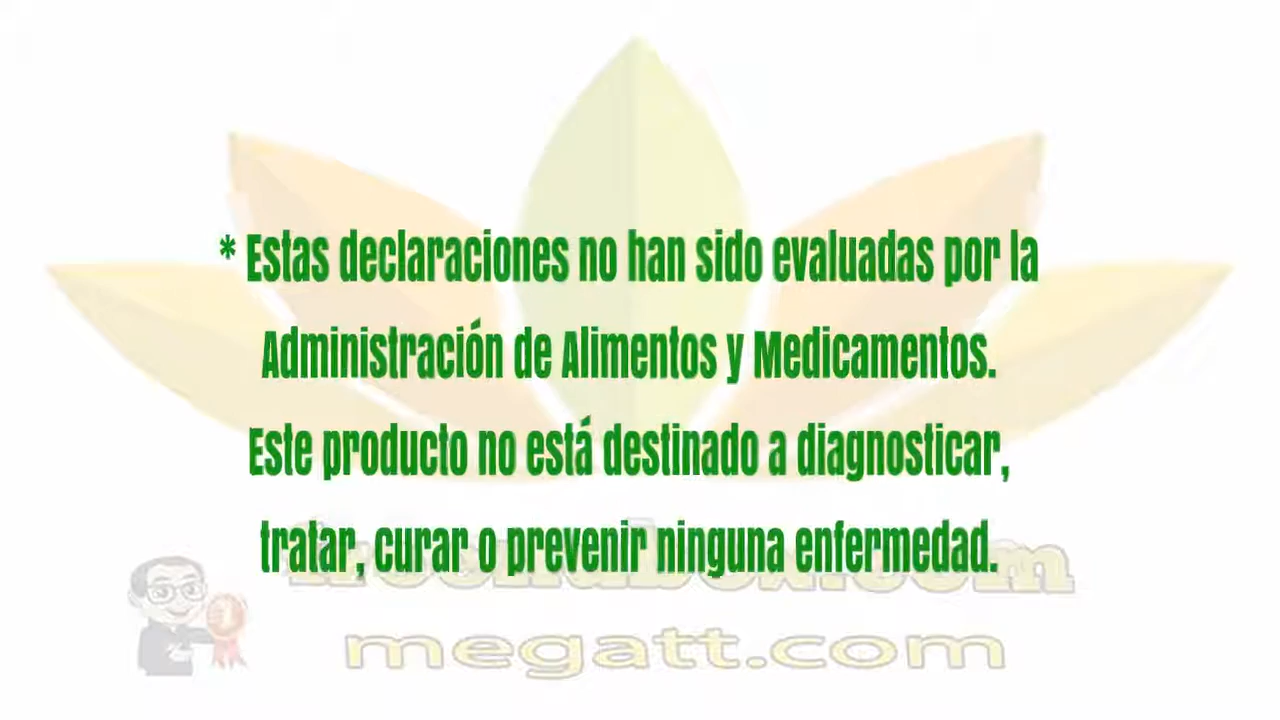 * Estas declaraciones no han sido evaluadas por la
Administración de Alimentos y Medicamentos.
Este producto no está destinado a diagnosticar,
tratar, curar o prevenir ninguna enfermedad.
megatt.com